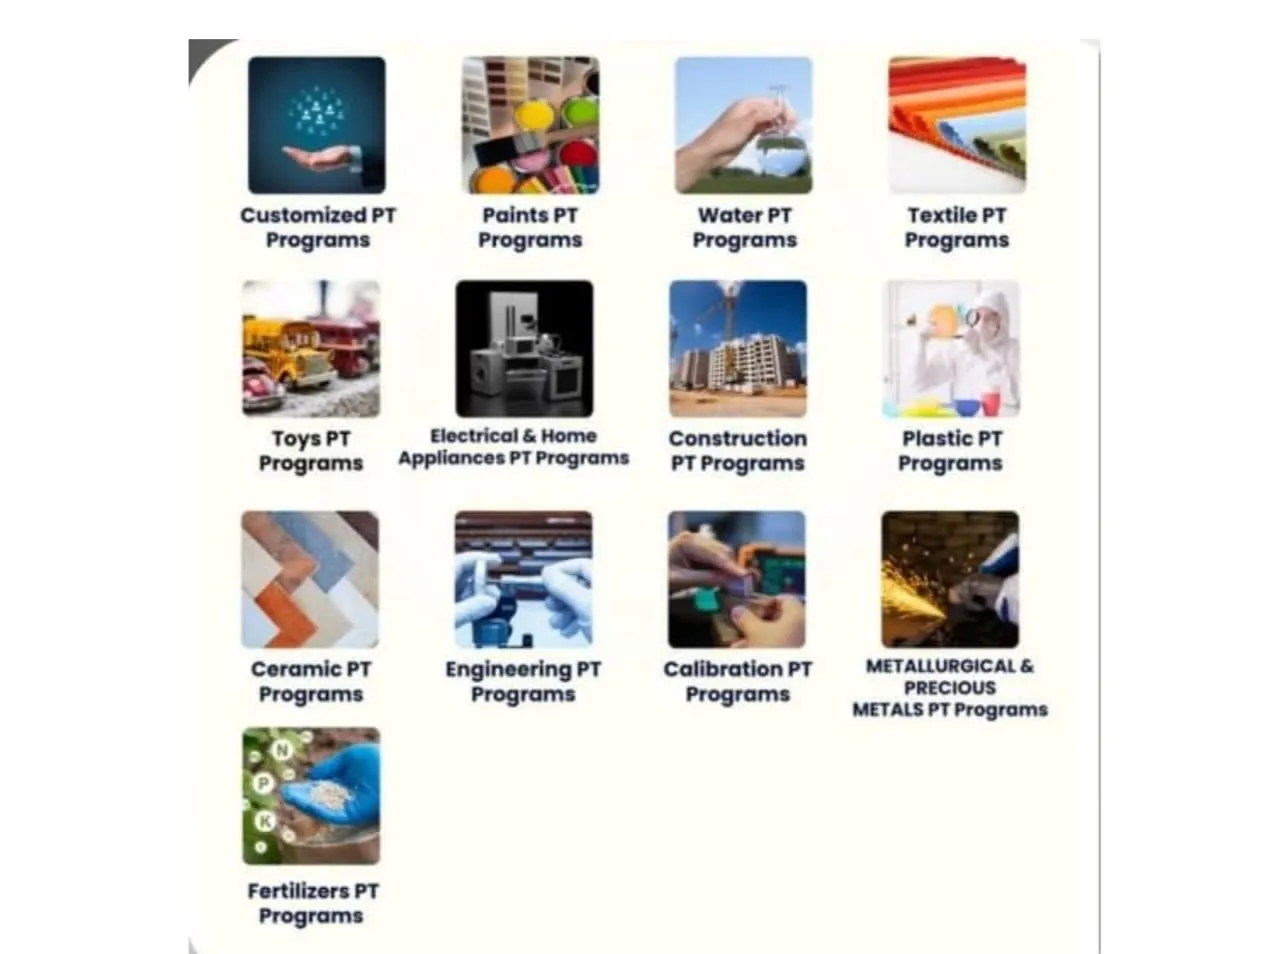 Customized PT
Programs
Paints PT
Programs
Water PT
Programs
Textile PT
Programs
Toys PT
Programs
Electrical & Home
Appliances PT Programs
Construction
PT Programs
Plastic PT
Programs
Ceramic PT
Programs
Engineering PT
Programs
Calibration PT
Programs
METALLURGICAL &
PRECIOUS
METALS PT Programs
N
P
K
Fertilizers PT
Programs